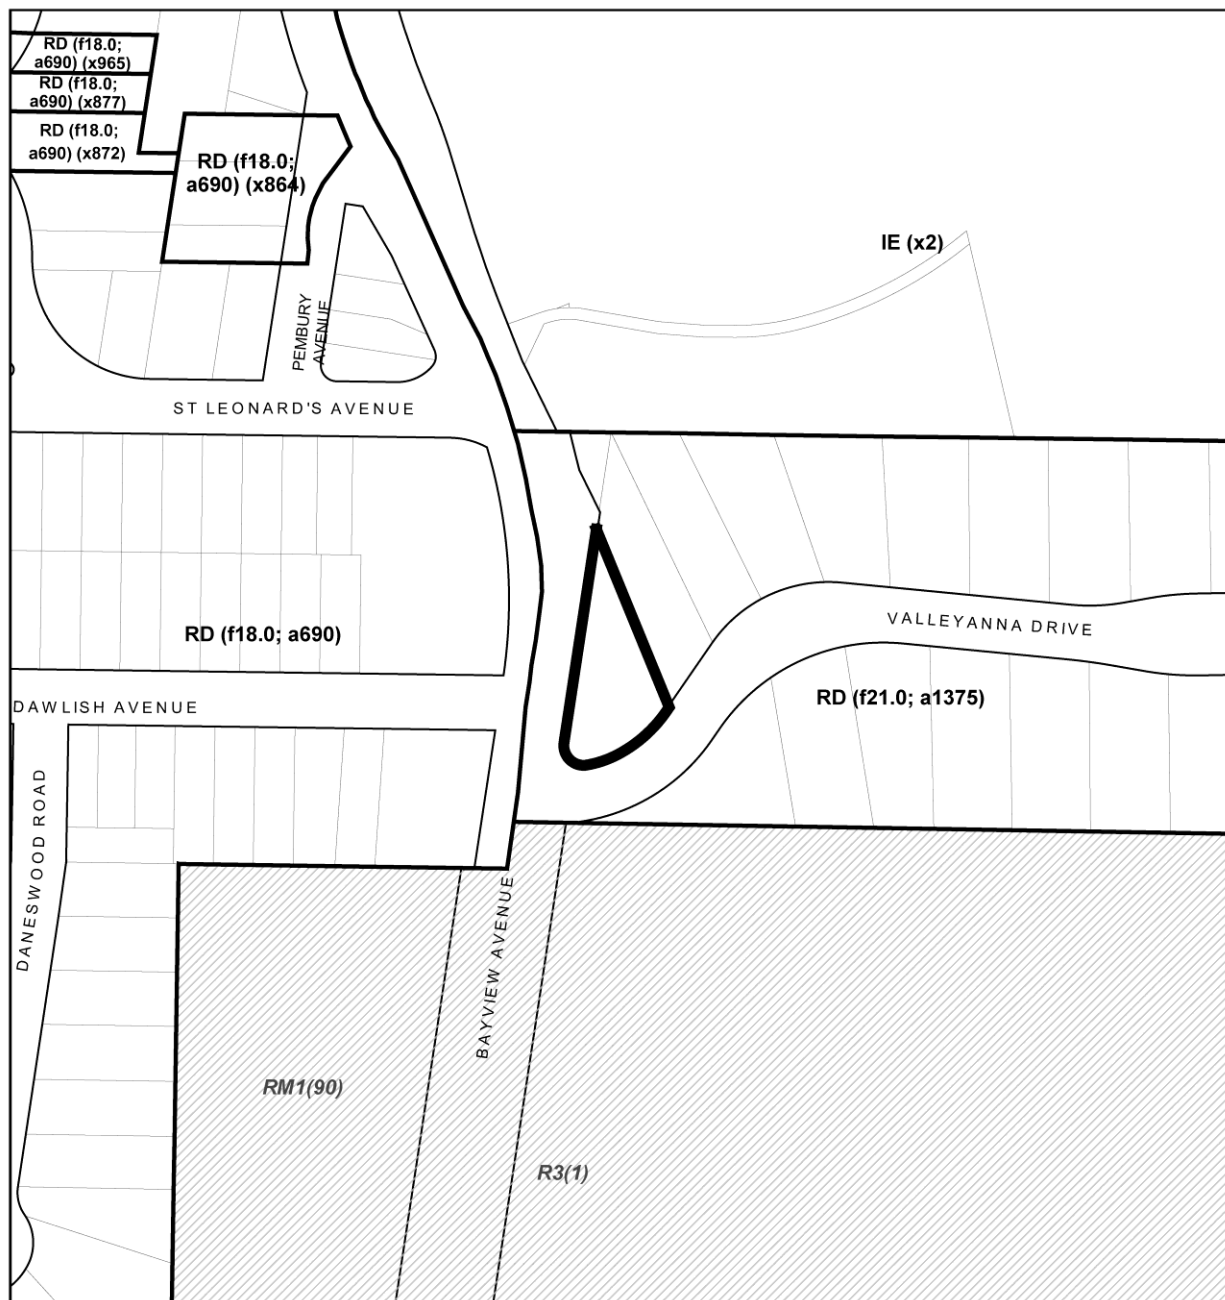 RD (f18.0;
a690) (x965)
RD (f18.0;
a690) (x877)
RD (f18.0;
a690) (x872)
RD (f18.0;
a690) (x864)
IE (x2)
PEMBURY
AVENUE
ST LEONARD'S AVENUE
RD (f18.0; a690)
VALLEYANNA DRIVE
RD (f21.0; a1375)
DAWLISH AVENUE
DANESWOOD ROAD
BAYVIEW AVENUE
RM1(90)
R3(1)